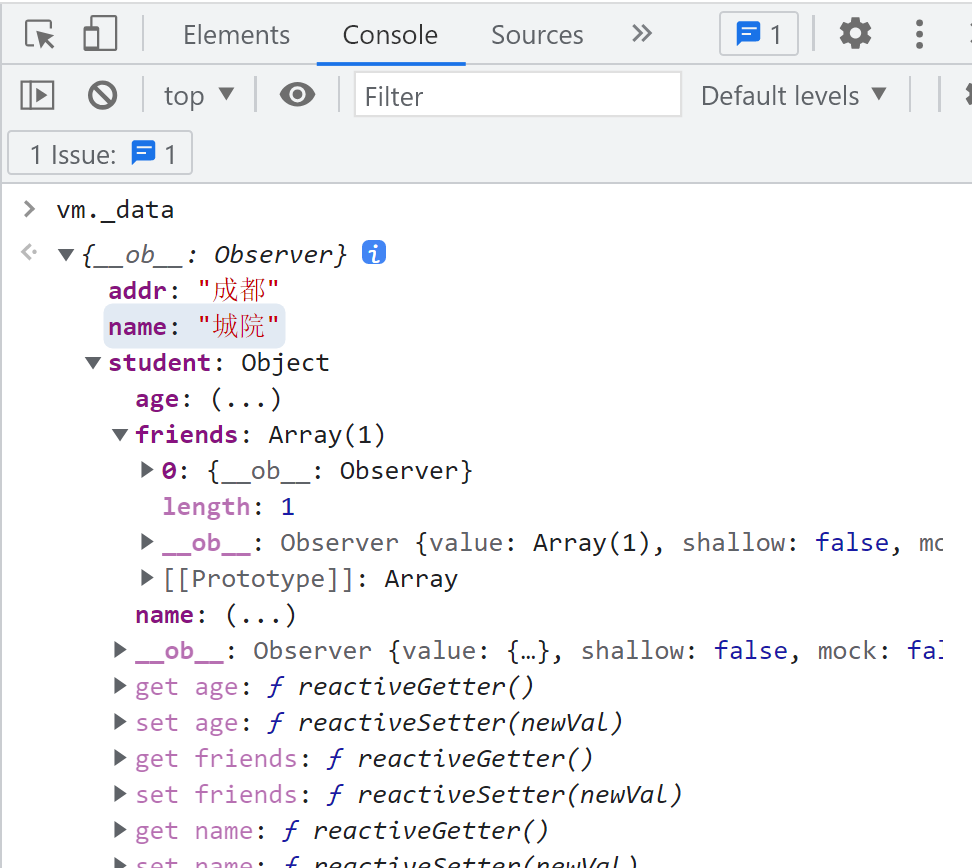 Elements Console Sources » 1
top ▼ Filter Default levels ▼
1 Issue: 1
> vm._data
▼ {__ob__: Observer} i
addr: "成都"
name: "城院"
▼ student: Object
age: (...)
▼ friends: Array(1)
▶ 0: {__ob__: Observer}
length: 1
▶ __ob__: Observer {value: Array(1), shallow: false, mo
▶ [[Prototype]]: Array
name: (...)
▶ __ob__: Observer {value: {…}, shallow: false, mock: fal
▶ get age: ƒ reactiveGetter()
▶ set age: ƒ reactiveSetter(newVal)
▶ get friends: ƒ reactiveGetter()
▶ set friends: ƒ reactiveSetter(newVal)
▶ get name: ƒ reactiveGetter()
▶ set name: ƒ reactiveSetter(newVal)